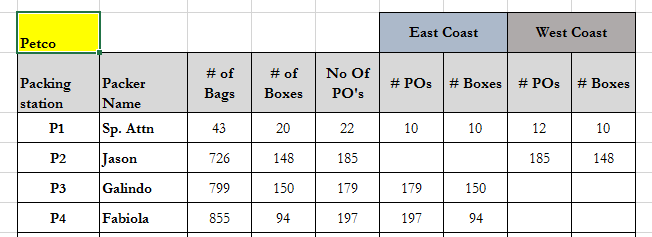 East Coast West Coast
Petco
Packing station Packer Name # of Bags # of Boxes No Of PO's # POs # Boxes # POs # Boxes
P1 Sp. Attn 43 20 22 10 10 12 10
P2 Jason 726 148 185 185 148
P3 Galindo 799 150 179 179 150
P4 Fabiola 855 94 197 197 94